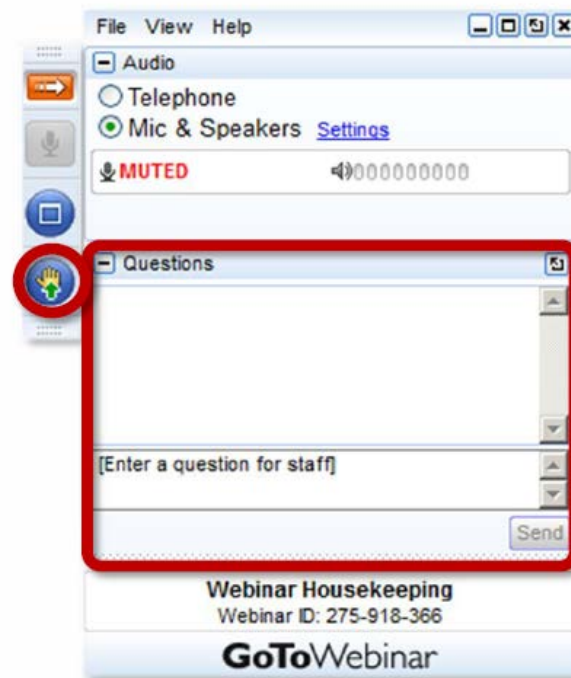 File View Help
Audio
Telephone
Mic & Speakers Settings
MUTED 000000000
Questions
[Enter a question for staff]
Send
Webinar Housekeeping
Webinar ID: 275-918-366
GoToWebinar